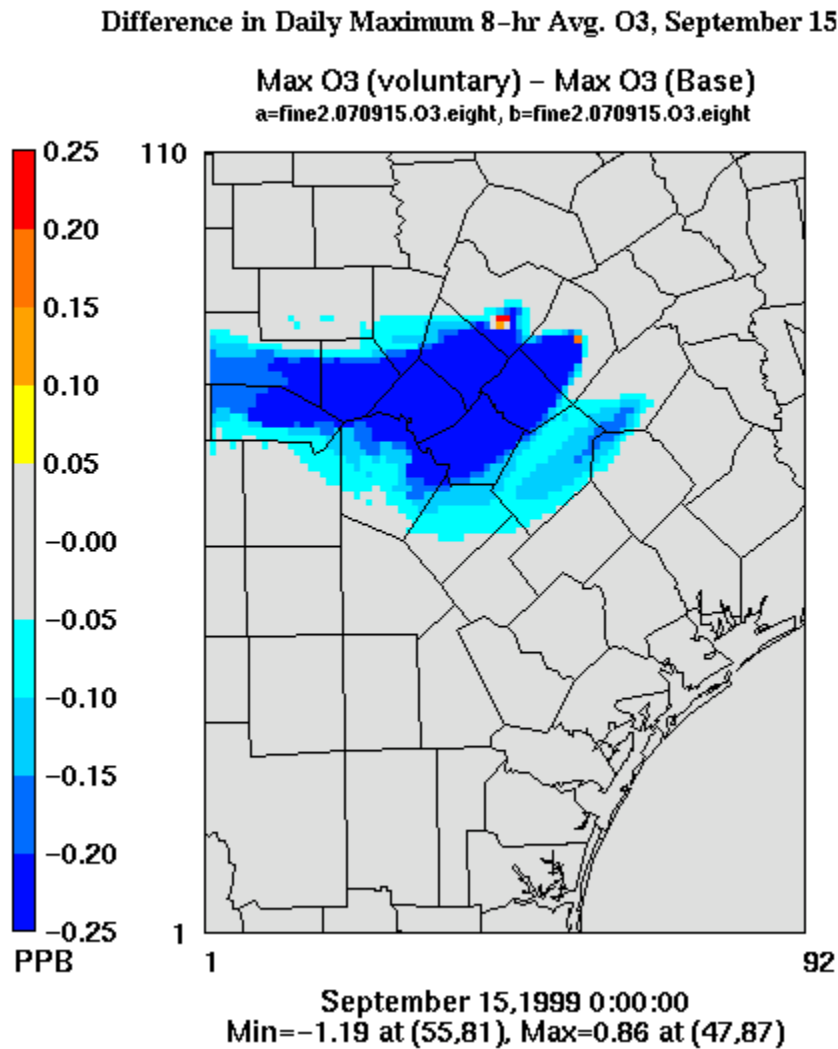 Difference in Daily Maximum 8-hr Avg. O3, September 15
Max O3 (voluntary) - Max O3 (Base)
a=fine2.070915.O3.eight, b=fine2.070915.O3.eight
0.25
0.20
0.15
0.10
0.05
-0.00
-0.05
-0.10
-0.15
-0.20
-0.25
PPB
110
1
1
92
September 15,1999 0:00:00
Min=-1.19 at (55,81), Max=0.86 at (47,87)